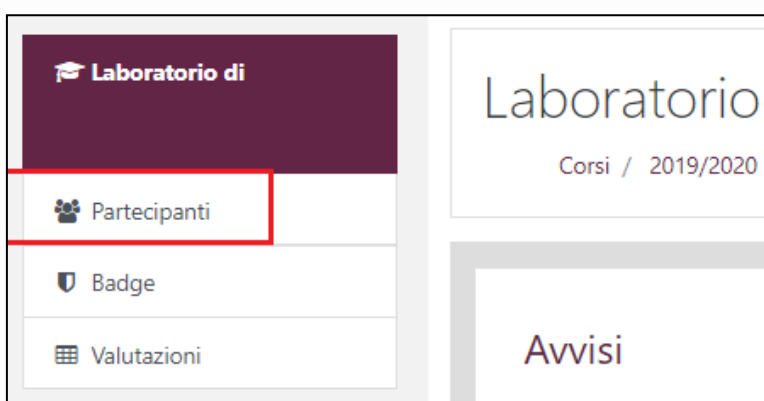 Laboratorio di
Partecipanti
Badge
Valutazioni
Laboratorio
Corsi / 2019/2020
Avvisi